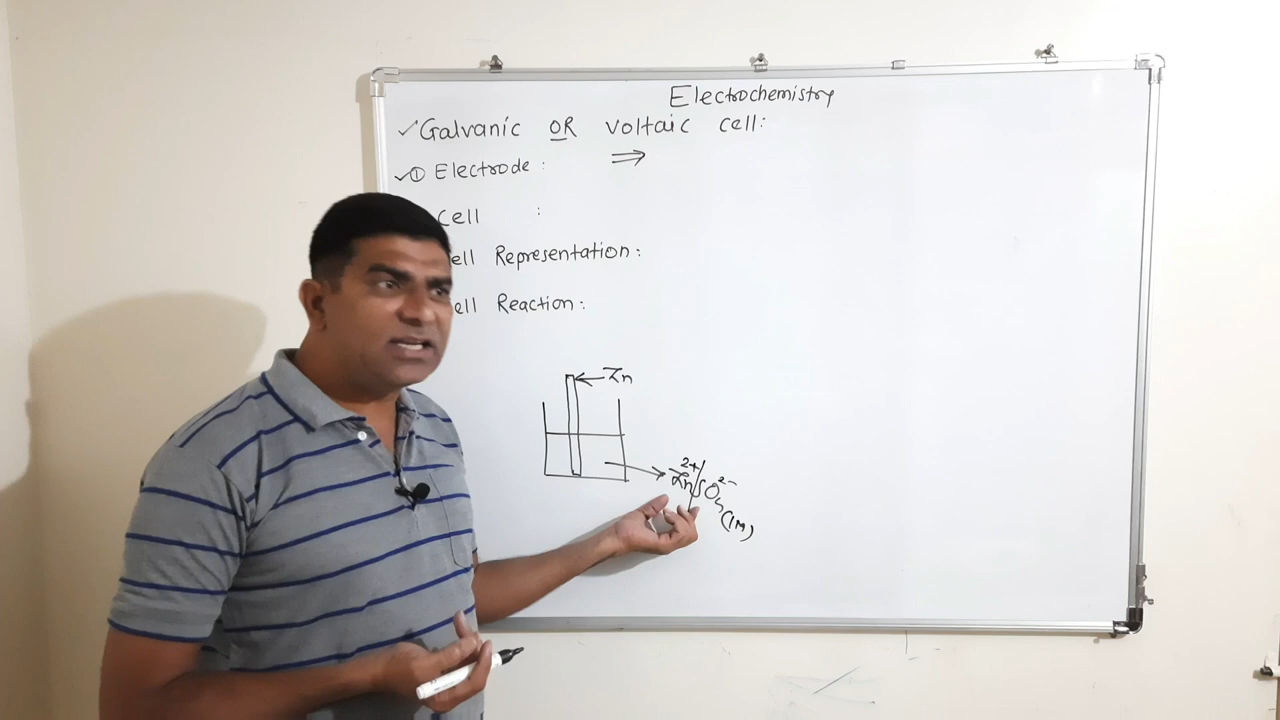 Electrochemistry
✓Galvanic OR Voltaic cell:
⇒
✓① Electrode :
Cell :
ell Representation:
ell Reaction:
← Zn
→ Zn²⁺/SO₄²⁻
(1M)